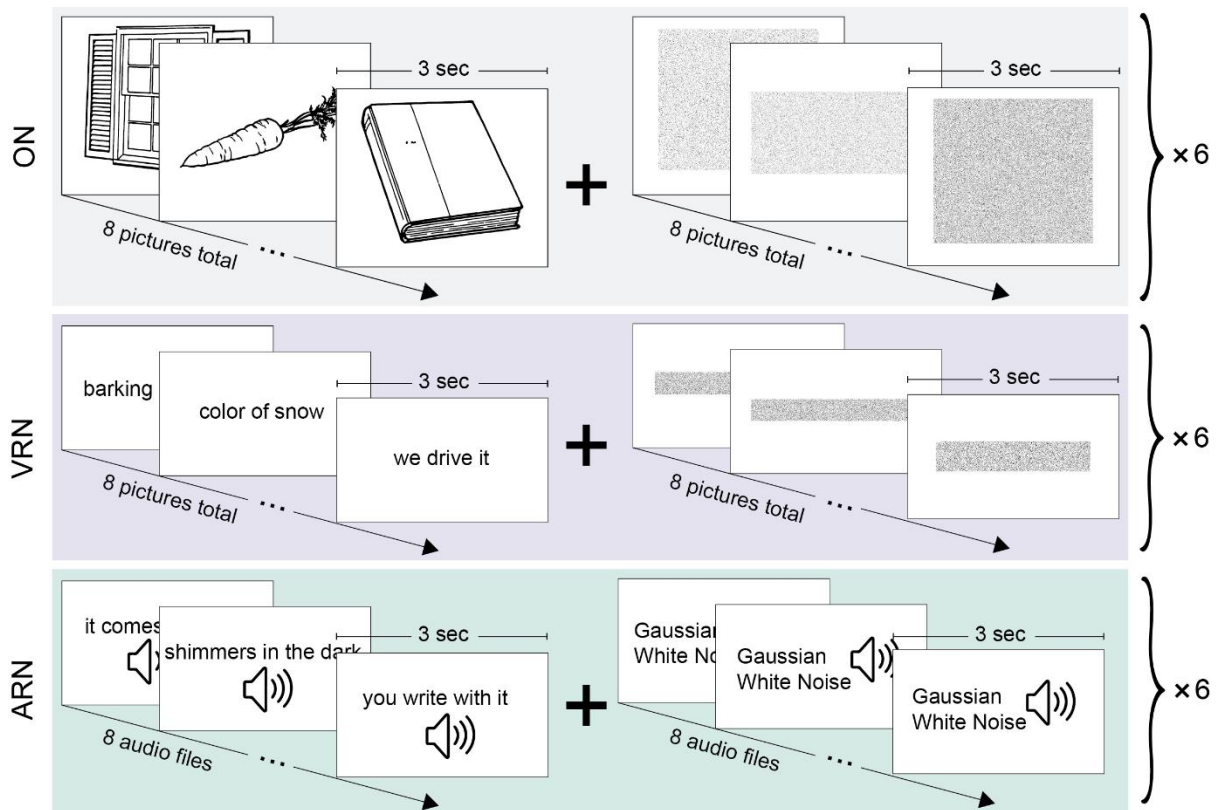 ON
3 sec
8 pictures total
...
+
3 sec
8 pictures total
...
×6
VRN
barking
color of snow
3 sec
we drive it
8 pictures total
...
+
3 sec
8 pictures total
...
×6
ARN
it comes
shimmers in the dark
3 sec
you write with it
8 audio files
...
+
Gaussian
White
Gaussian
White Noise
3 sec
Gaussian
White Noise
8 audio files
...
×6